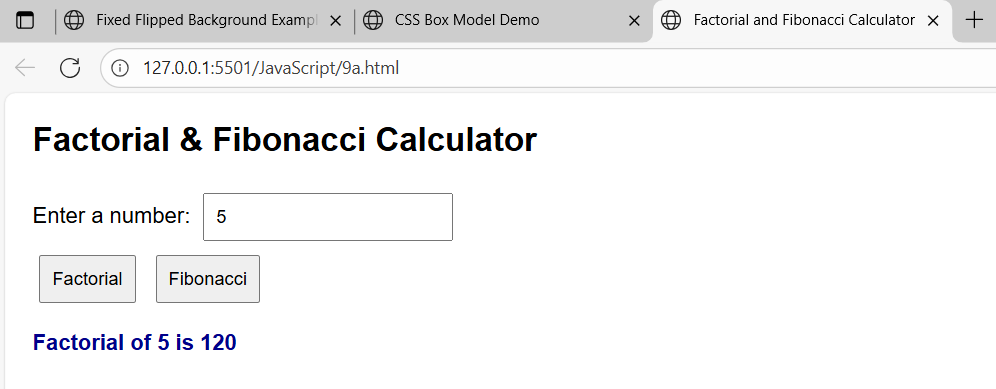 Fixed Flipped Background Exampl
CSS Box Model Demo
Factorial and Fibonacci Calculator
127.0.0.1:5501/JavaScript/9a.html
Factorial & Fibonacci Calculator
Enter a number: 5
Factorial Fibonacci
Factorial of 5 is 120